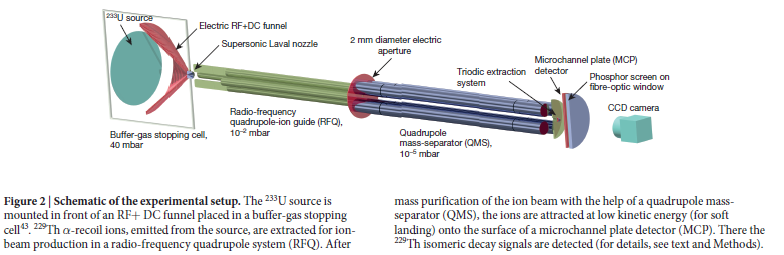 ²³³U source
Electric RF+DC funnel
Supersonic Laval nozzle
2 mm diameter electric
aperture
Triodic extraction
system
Microchannel plate (MCP)
detector
Phosphor screen on
fibre-optic window
CCD camera
Buffer-gas stopping cell,
40 mbar
Radio-frequency
quadrupole-ion guide (RFQ),
10⁻² mbar
Quadrupole
mass-separator (QMS),
10⁻⁶ mbar
Figure 2 | Schematic of the experimental setup. The ²³³U source is
mounted in front of an RF+ DC funnel placed in a buffer-gas stopping
cell⁴³. ²²⁹Th α-recoil ions, emitted from the source, are extracted for ion-
beam production in a radio-frequency quadrupole system (RFQ). After
mass purification of the ion beam with the help of a quadrupole mass-
separator (QMS), the ions are attracted at low kinetic energy (for soft
landing) onto the surface of a microchannel plate detector (MCP). There the
²²⁹Th isomeric decay signals are detected (for details, see text and Methods).